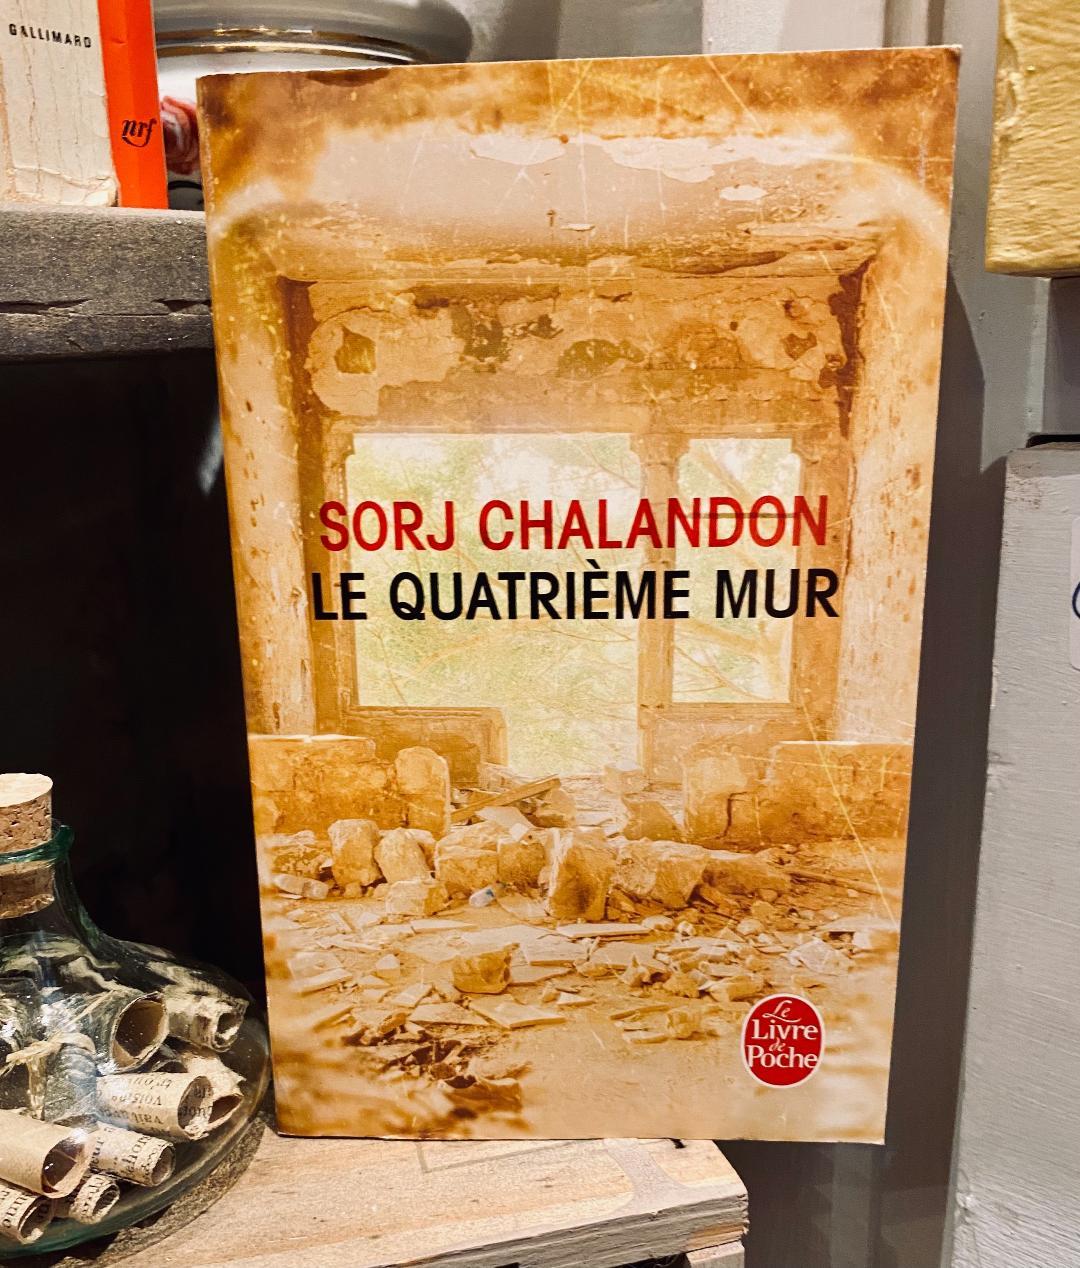 GALLIMARD
nrf
SORJ CHALANDON
LE QUATRIÈME MUR
Le
Livre
de
Poche